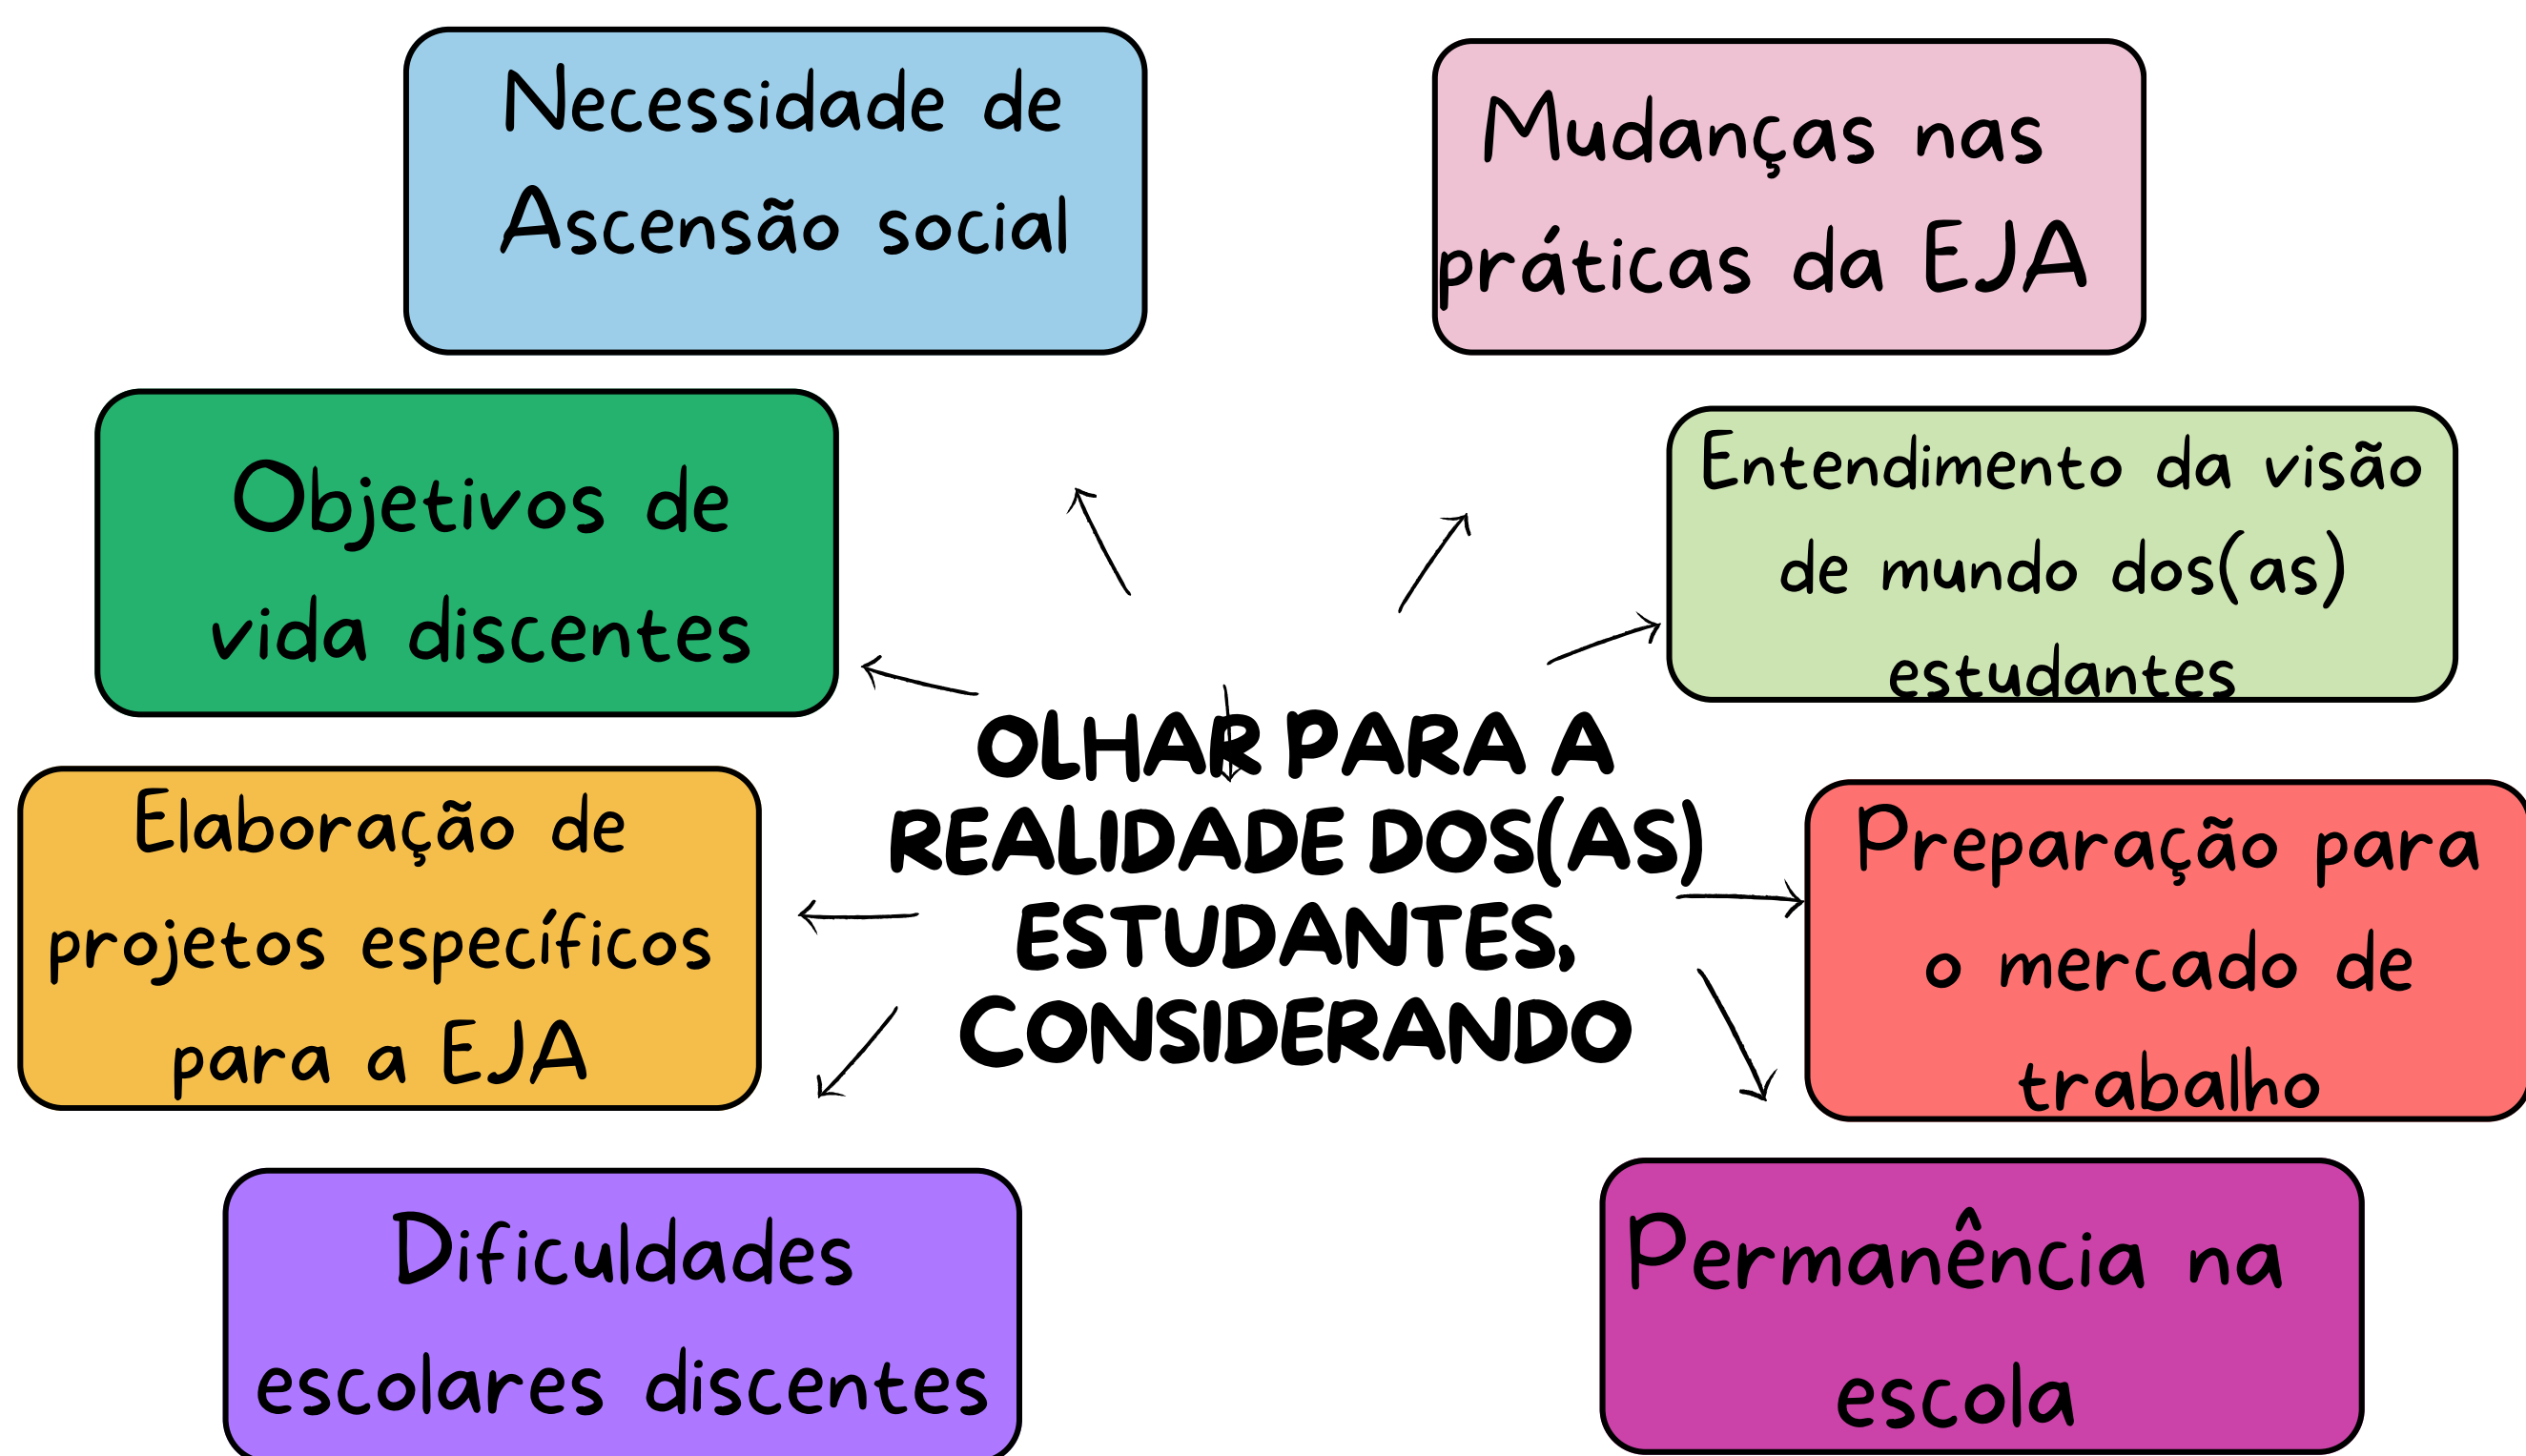 Necessidade de
Ascensão social
Mudanças nas
práticas da EJA
Objetivos de
vida discentes
Entendimento da visão
de mundo dos(as)
estudantes
OLHAR PARA A
REALIDADE DOS(AS)
ESTUDANTES,
CONSIDERANDO
Elaboração de
projetos específicos
para a EJA
Preparação para
o mercado de
trabalho
Dificuldades
escolares discentes
Permanência na
escola